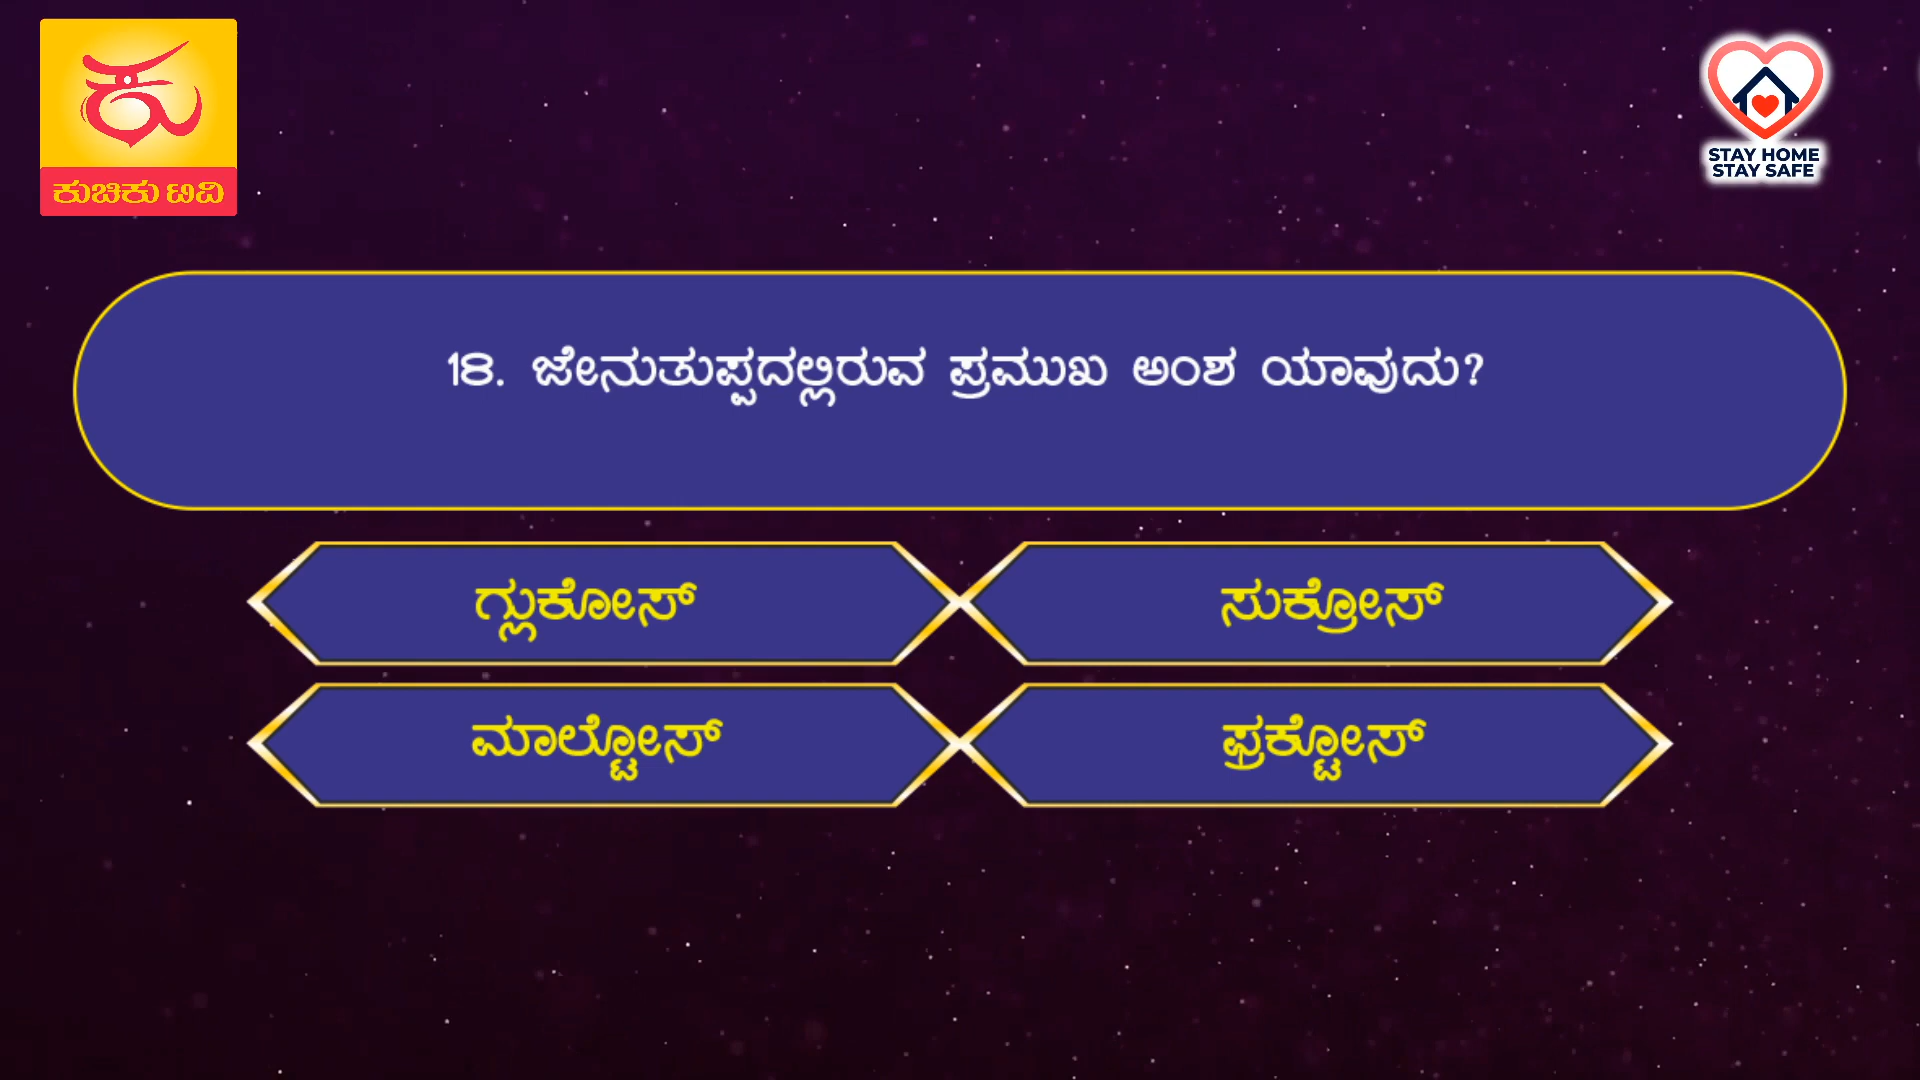 ಕು
ಕುಚಿಕು ಟಿವಿ
STAY HOME
STAY SAFE
18. ಜೇನುತುಪ್ಪದಲ್ಲಿರುವ ಪ್ರಮುಖ ಅಂಶ ಯಾವುದು?
ಗ್ಲುಕೋಸ್
ಸುಕ್ರೋಸ್
ಮಾಲ್ಟೋಸ್
ಫ್ರಕ್ಟೋಸ್